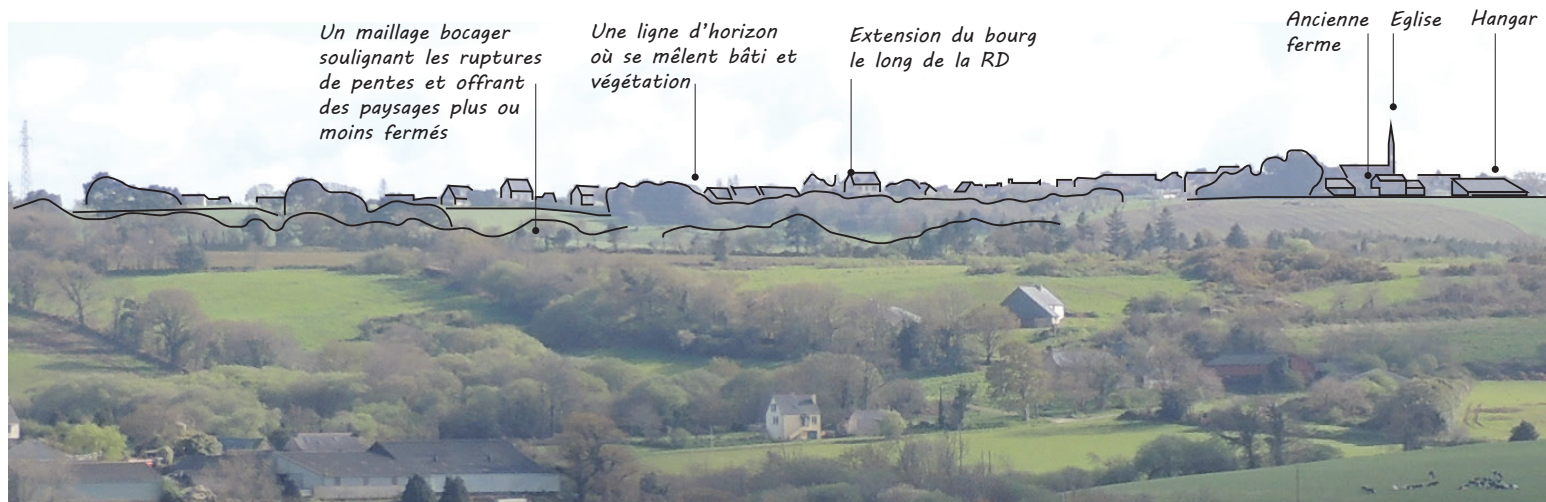 Un maillage bocager
soulignant les ruptures
de pentes et offrant
des paysages plus ou
moins fermés
Une ligne d'horizon
où se mêlent bâti et
végétation
Extension du bourg
le long de la RD
Ancienne
ferme
Eglise
Hangar